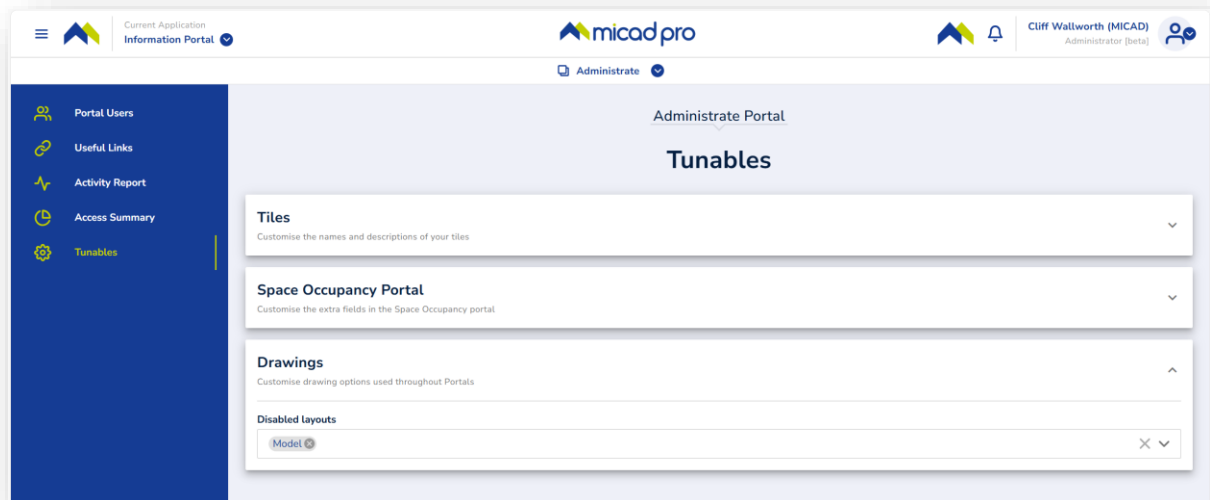 Current Application
Information Portal
micad pro
Cliff Wallworth (MICAD)
Administrator [beta]
Administrate
Portal Users
Useful Links
Activity Report
Access Summary
Tunables
Administrate Portal
Tunables
Tiles
Customise the names and descriptions of your tiles
Space Occupancy Portal
Customise the extra fields in the Space Occupancy portal
Drawings
Customise drawing options used throughout Portals
Disabled layouts
Model